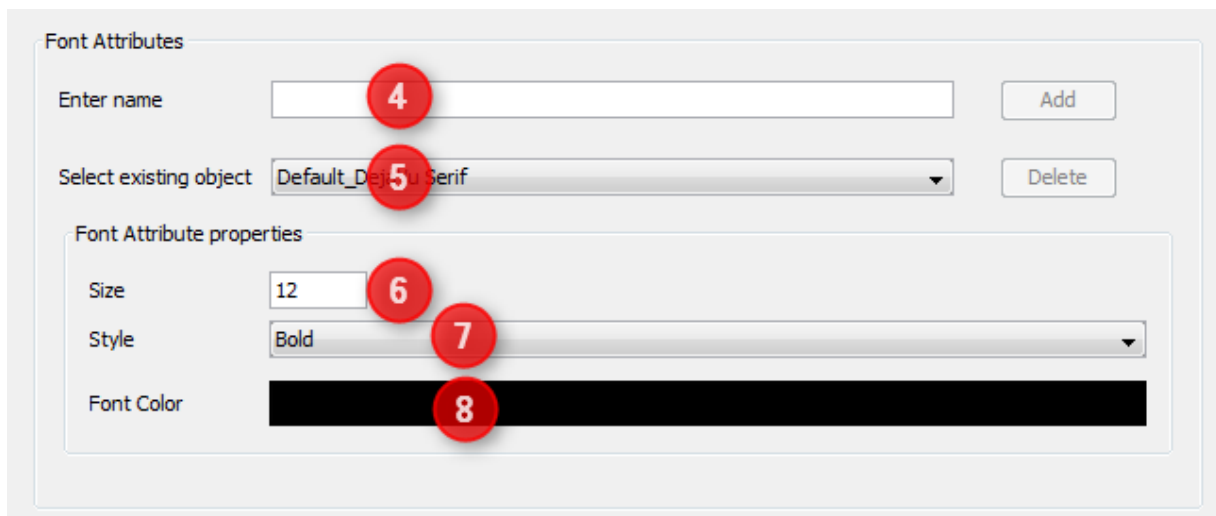 Font Attributes
Enter name 4 Add
Select existing object Default_Dejavu Serif 5 Delete
Font Attribute properties
Size 12 6
Style Bold 7
Font Color 8